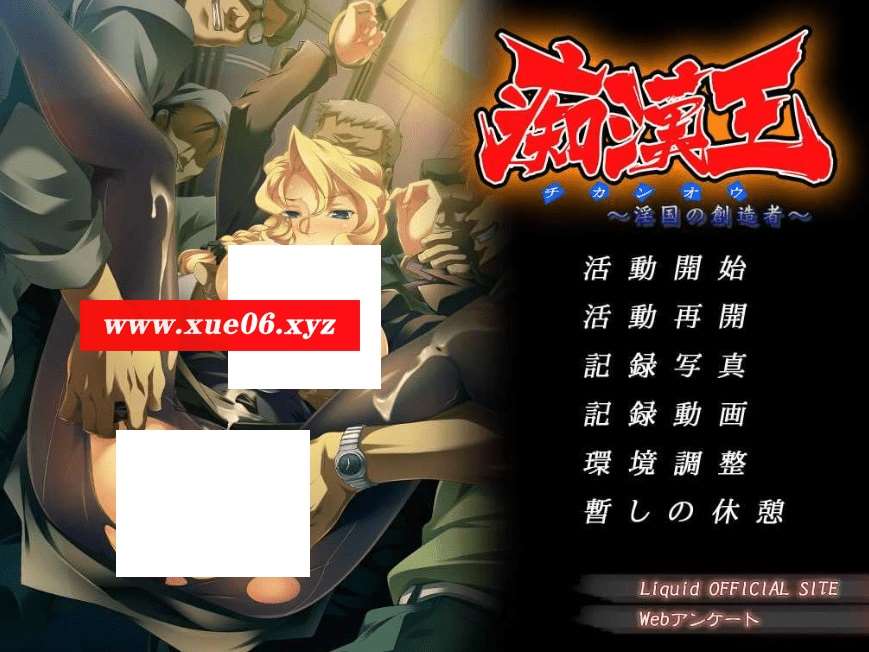 痴漢王
チカンオウ
～淫国の創造者～
活動開始
活動再開
記録写真
記録動画
環境調整
暫しの休憩
Liquid OFFICIAL SITE
Webアンケート
www.xue06.xyz